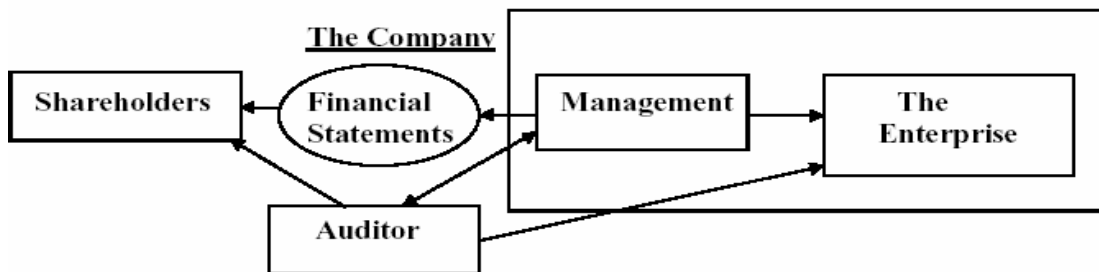 The Company
Shareholders
Financial
Statements
Management
The
Enterprise
Auditor